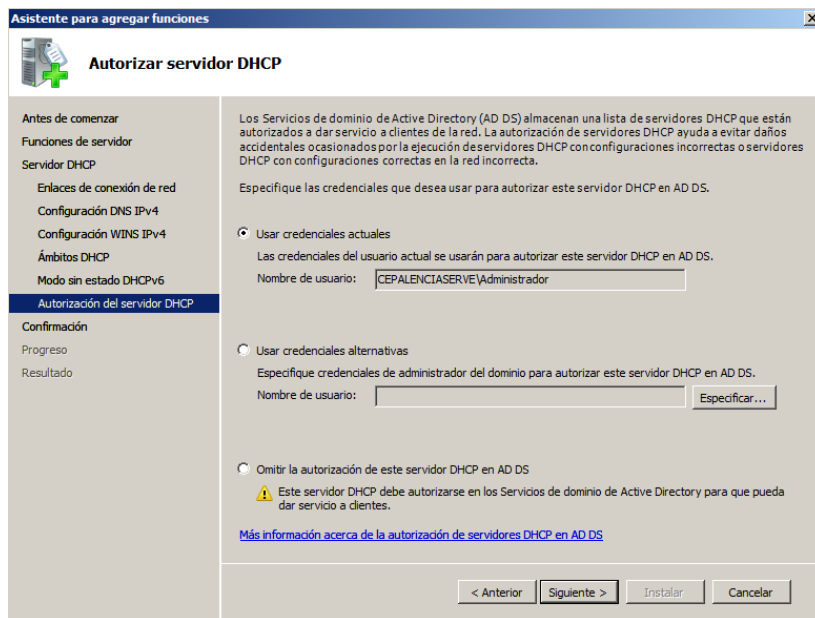 Asistente para agregar funciones
Autorizar servidor DHCP
Antes de comenzar
Funciones de servidor
Servidor DHCP
Enlaces de conexión de red
Configuración DNS IPv4
Configuración WINS IPv4
Ámbitos DHCP
Modo sin estado DHCPv6
Autorización del servidor DHCP
Confirmación
Progreso
Resultado
Los Servicios de dominio de Active Directory (AD DS) almacenan una lista de servidores DHCP que están
autorizados a dar servicio a clientes de la red. La autorización de servidores DHCP ayuda a evitar daños
accidentales ocasionados por la ejecución de servidores DHCP con configuraciones incorrectas o servidores
DHCP con configuraciones correctas en la red incorrecta.
Especifique las credenciales que desea usar para autorizar este servidor DHCP en AD DS.
Usar credenciales actuales
Las credenciales del usuario actual se usarán para autorizar este servidor DHCP en AD DS.
Nombre de usuario: CEPALENCIASERVE\Administrador
Usar credenciales alternativas
Especifique credenciales de administrador del dominio para autorizar este servidor DHCP en AD DS.
Nombre de usuario: Especificar...
Omitir la autorización de este servidor DHCP en AD DS
Este servidor DHCP debe autorizarse en los Servicios de dominio de Active Directory para que pueda
dar servicio a clientes.
Más información acerca de la autorización de servidores DHCP en AD DS
< Anterior Siguiente > Instalar Cancelar